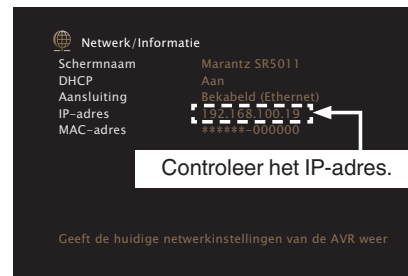 Netwerk/Informatie
Schermnaam Marantz SR5011
DHCP Aan
Aansluiting Bekabeld (Ethernet)
IP-adres 192.168.100.19
MAC-adres ******-000000
Controleer het IP-adres.
Geeft de huidige netwerkinstellingen van de AVR weer